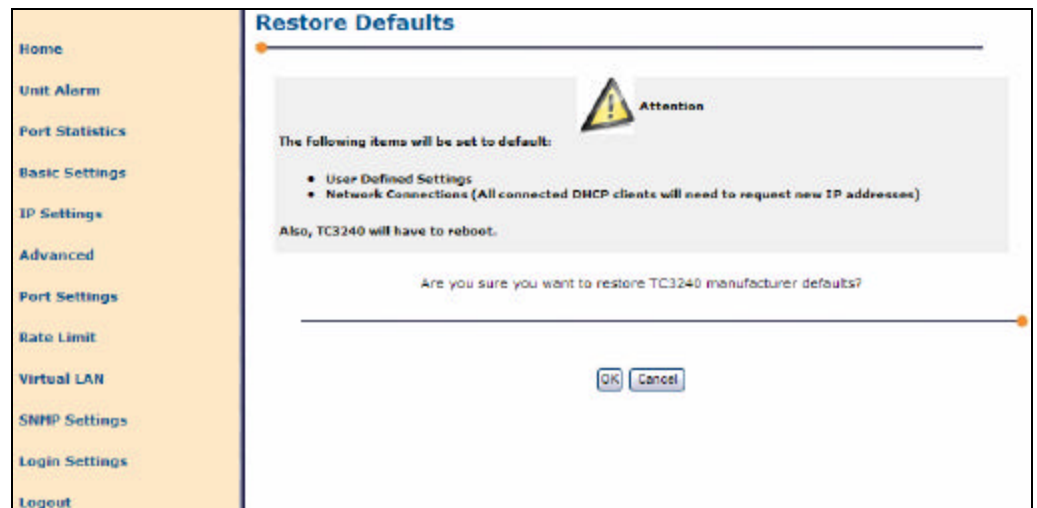 Restore Defaults
Home
Unit Alarm
Port Statistics
Basic Settings
IP Settings
Advanced
Port Settings
Rate Limit
Virtual LAN
SNMP Settings
Login Settings
Logout
Attention
The following items will be set to default:
• User Defined Settings
• Network Connections (All connected DHCP clients will need to request new IP addresses)
Also, TC3240 will have to reboot.
Are you sure you want to restore TC3240 manufacturer defaults?
OK Cancel